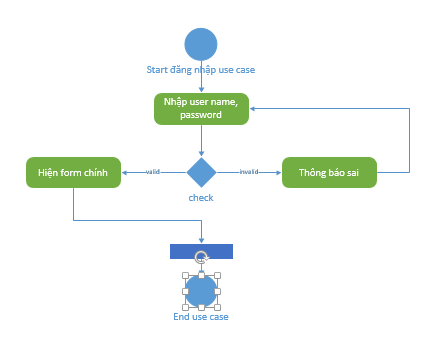 Start đăng nhập use case
Nhập user name,
password
Hiện form chính
valid
invalid
Thông báo sai
check
End use case